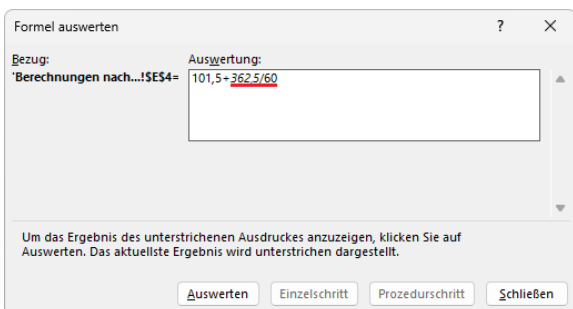 Formel auswerten ? ×
Bezug: Auswertung:
'Berechnungen nach...!$E$4= 101,5+362,5/60
Um das Ergebnis des unterstrichenen Ausdruckes anzuzeigen, klicken Sie auf
Auswerten. Das aktuellste Ergebnis wird unterstrichen dargestellt.
Auswerten Einzelschritt Prozedurschritt Schließen